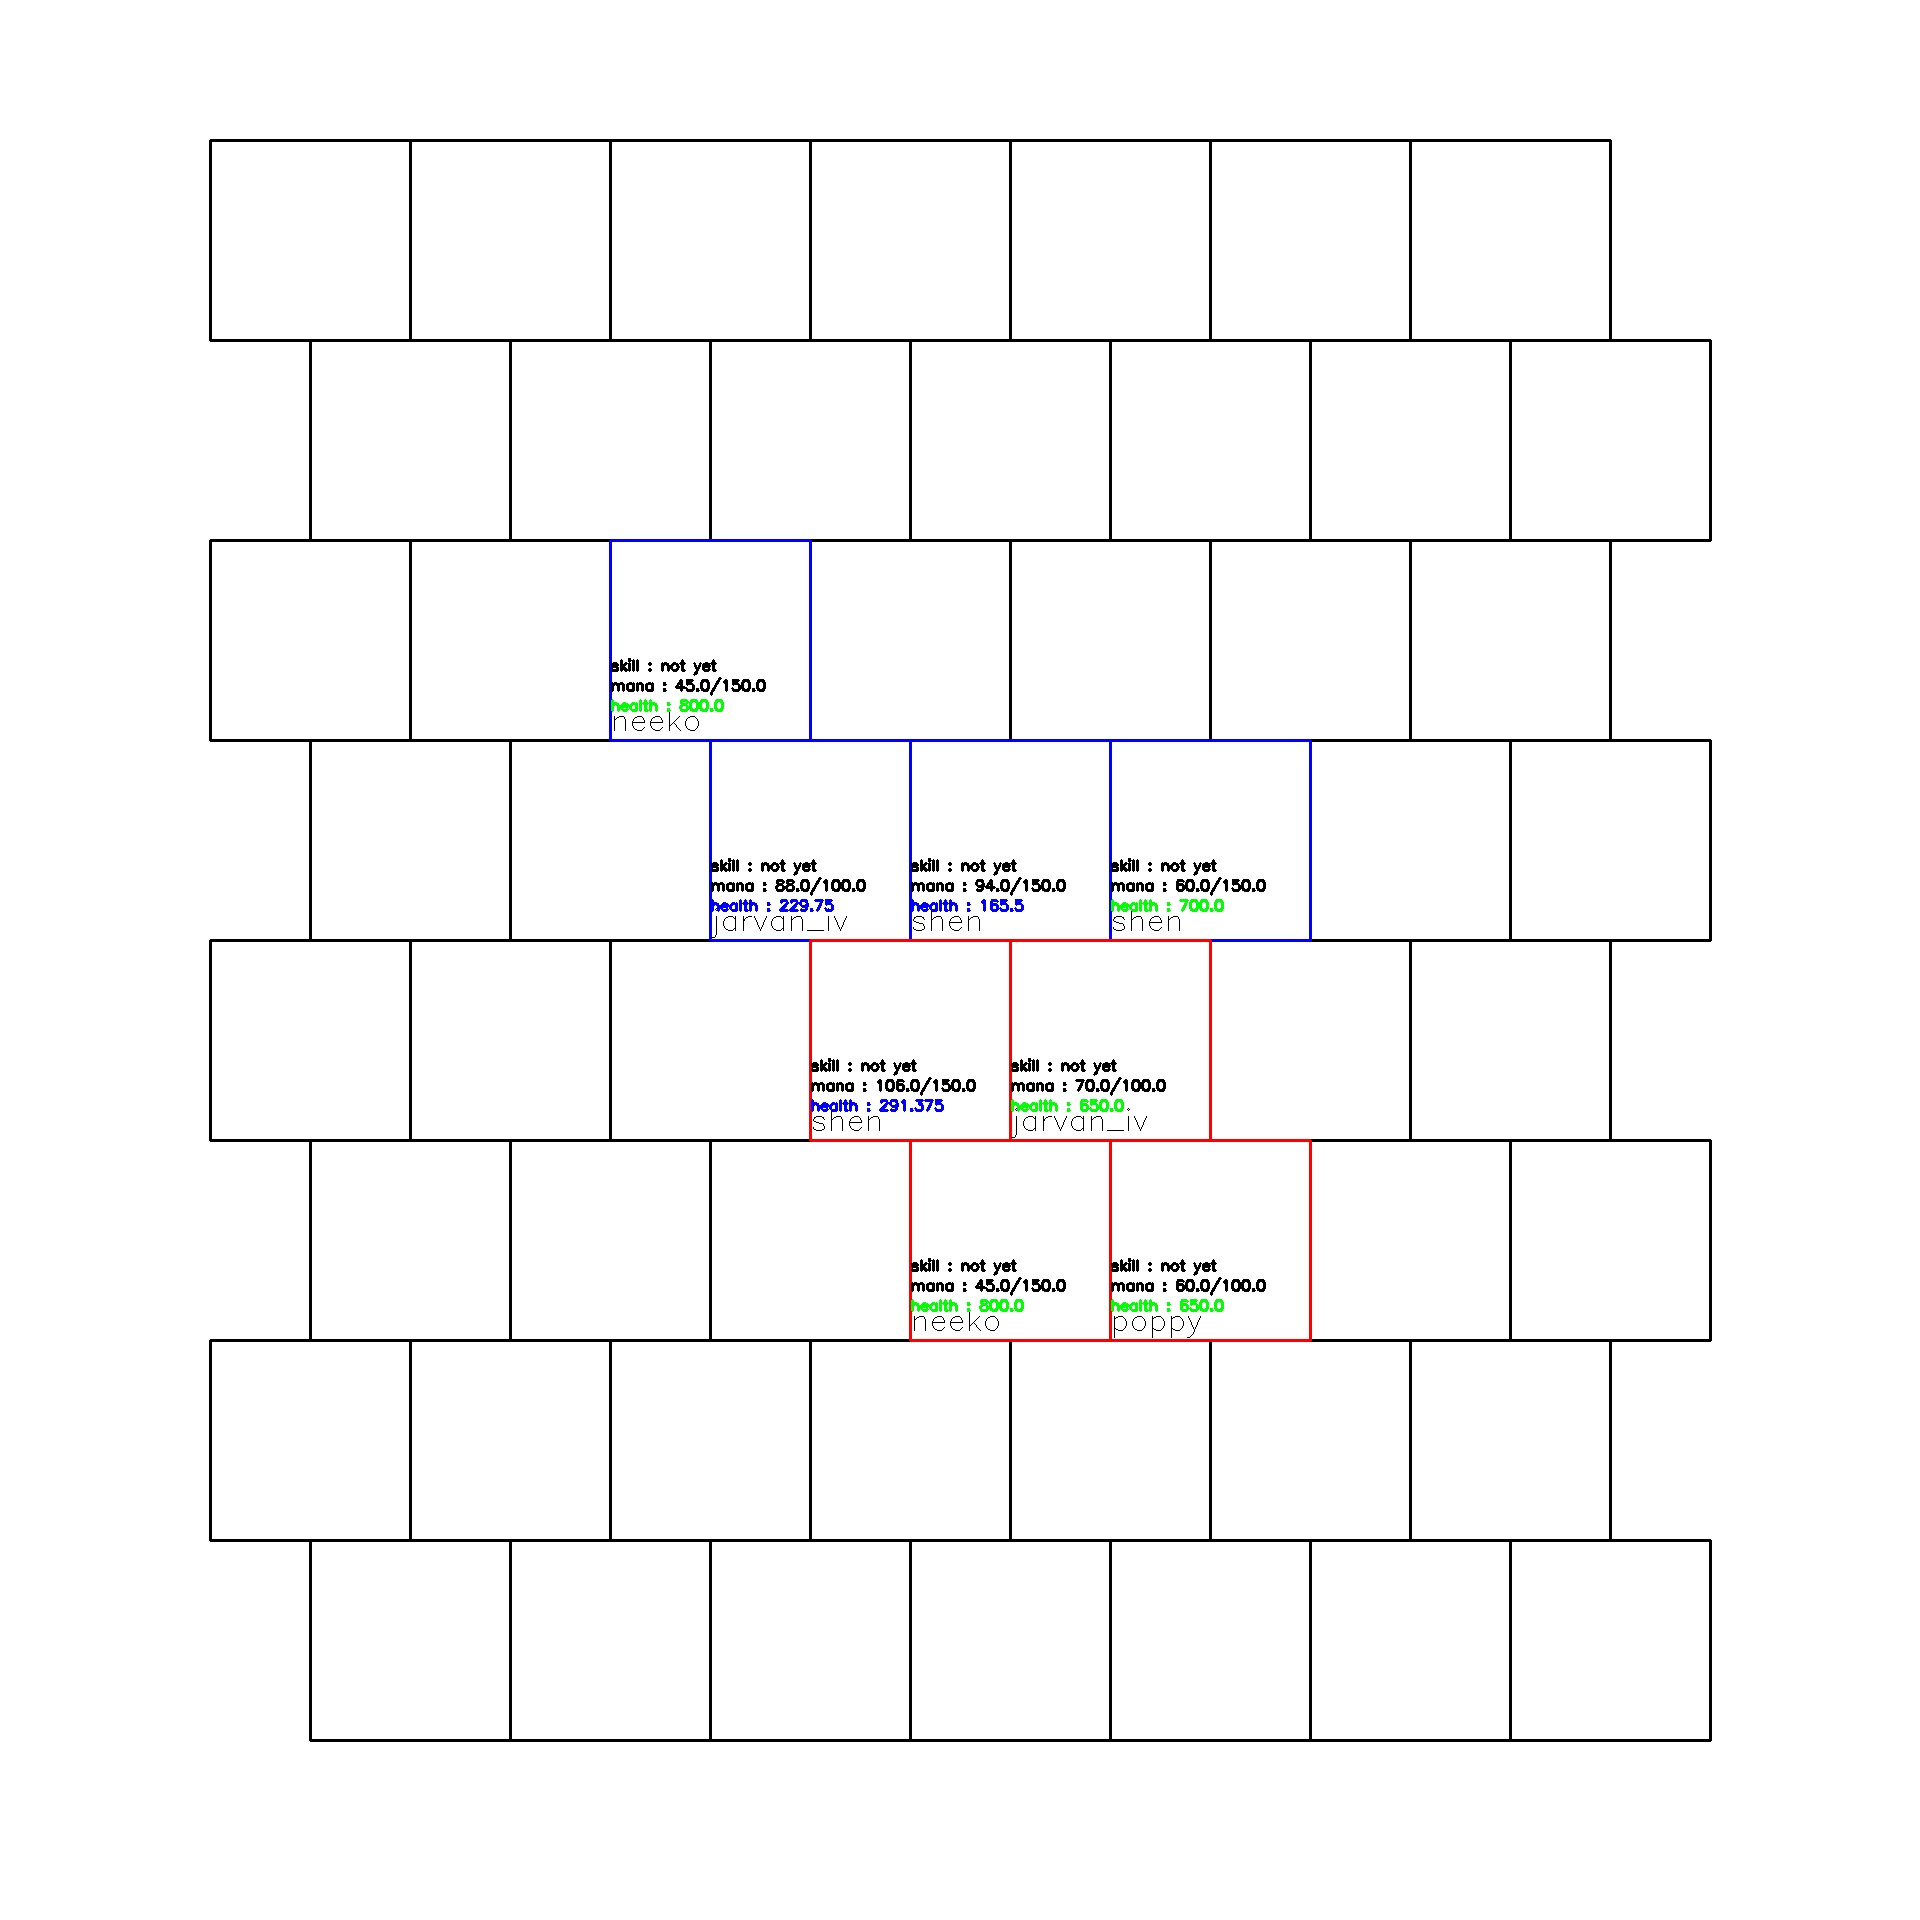 skill : not yet
mana : 45.0/150.0
health : 800.0
neeko
skill : not yet
mana : 88.0/100.0
health : 229.75
jarvan_iv
skill : not yet
mana : 94.0/150.0
health : 165.5
shen
skill : not yet
mana : 60.0/150.0
health : 700.0
shen
skill : not yet
mana : 106.0/150.0
health : 291.375
shen
skill : not yet
mana : 70.0/100.0
health : 650.0
jarvan_iv
skill : not yet
mana : 45.0/150.0
health : 800.0
neeko
skill : not yet
mana : 60.0/100.0
health : 650.0
poppy